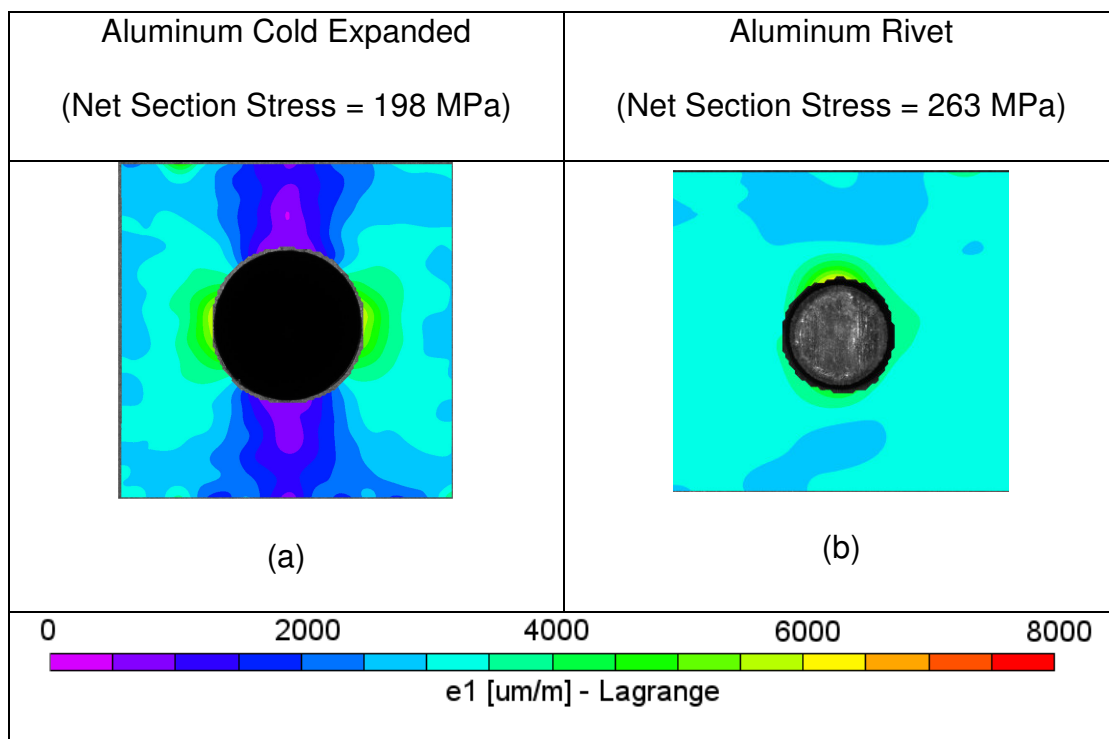 Aluminum Cold Expanded
(Net Section Stress = 198 MPa)
Aluminum Rivet
(Net Section Stress = 263 MPa)
(a)
(b)
0 2000 4000 6000 8000
e1 [um/m] - Lagrange